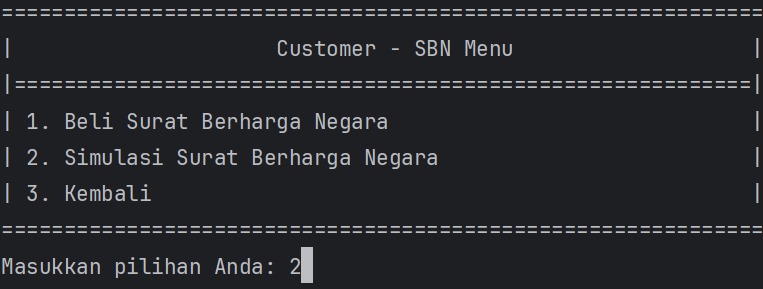 =============================================================
|                     Customer - SBN Menu                   |
|===========================================================|
| 1. Beli Surat Berharga Negara                             |
| 2. Simulasi Surat Berharga Negara                         |
| 3. Kembali                                                |
=============================================================
Masukkan pilihan Anda: 2